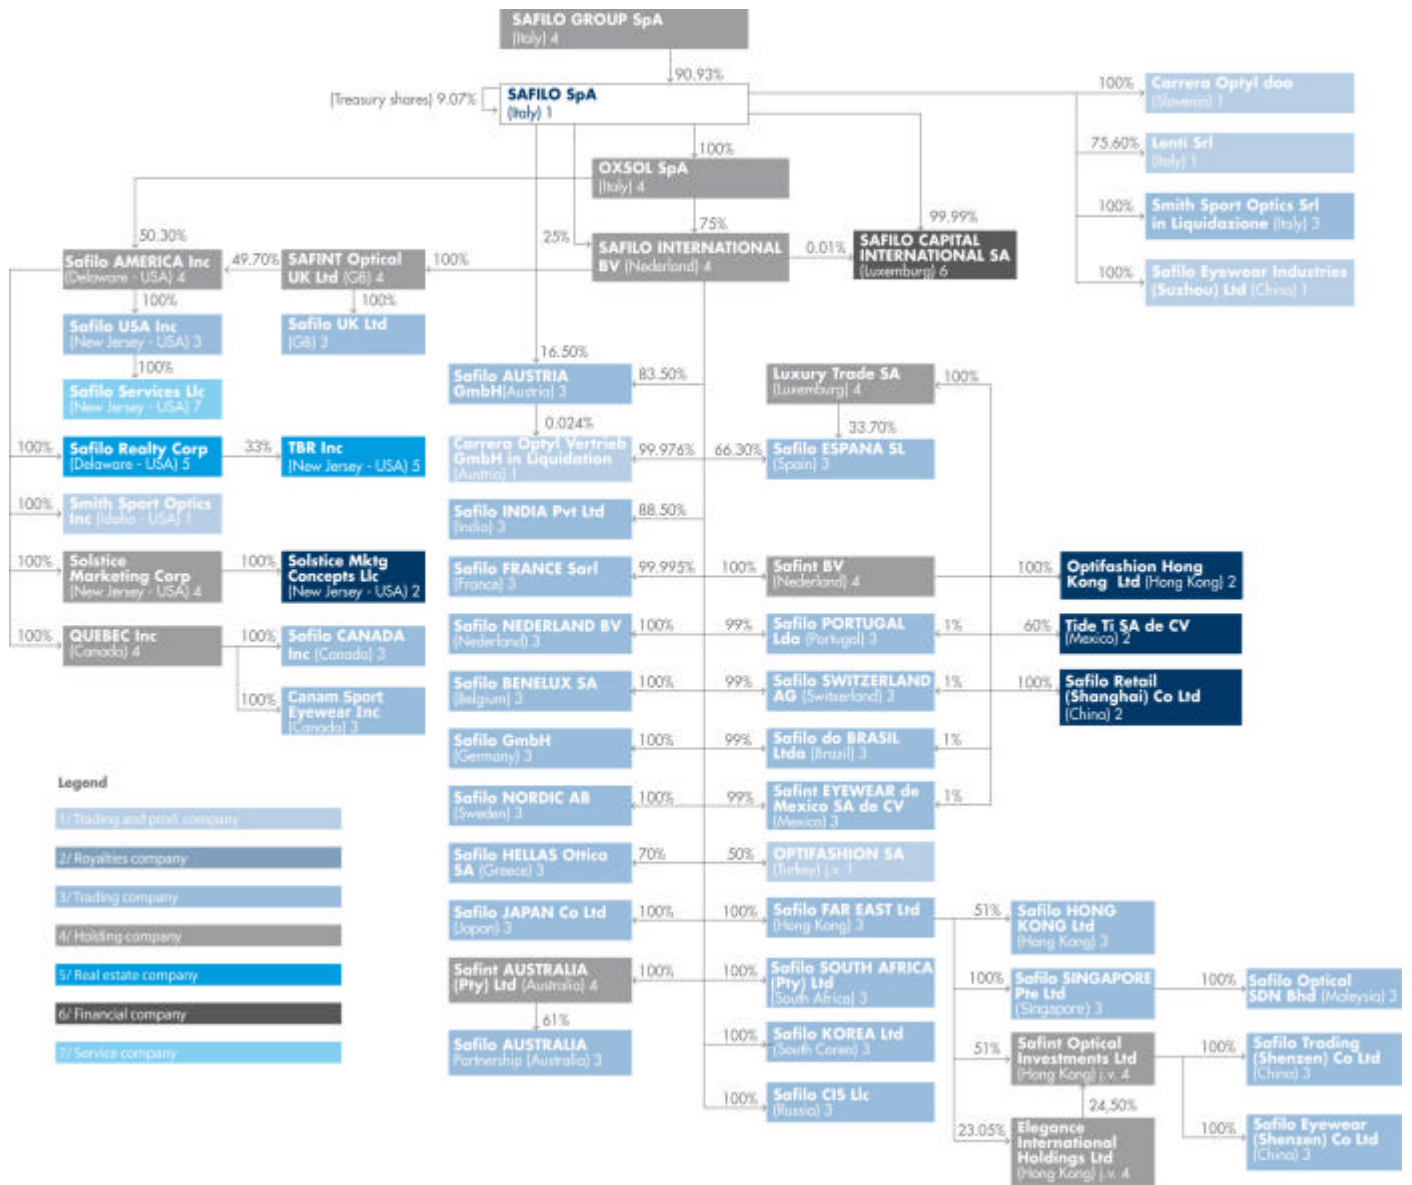 SAFILO GROUP SpA
(Italy) 4
90.93%
(Treasury shares) 9.07%
SAFILO SpA
(Italy) 1
100%
Carrera Optyl doo
(Slovenia) 1
75.60%
Lenti Srl
(Italy) 1
100%
Smith Sport Optics Srl
in Liquidazione (Italy) 3
100%
Safilo Eyewear Industries
(Suzhou) Ltd (China) 1
100%
OXSOL SpA
(Italy) 4
50.30%
75%
25%
99.99%
Safilo AMERICA Inc
(Delaware - USA) 4
49.70%
SAFINT Optical
UK Ltd (GB) 4
100%
SAFILO INTERNATIONAL
BV (Nederland) 4
0.01%
SAFILO CAPITAL
INTERNATIONAL SA
(Luxemburg) 6
100%
100%
Safilo USA Inc
(New Jersey - USA) 3
Safilo UK Ltd
(GB) 3
100%
Safilo Services Llc
(New Jersey - USA) 7
100%
Safilo Realty Corp
(Delaware - USA) 5
33%
TBR Inc
(New Jersey - USA) 5
100%
Smith Sport Optics
Inc (Idaho - USA) 1
100%
Solstice
Marketing Corp
(New Jersey - USA) 4
100%
Solstice Mktg
Concepts Llc
(New Jersey - USA) 2
100%
QUEBEC Inc
(Canada) 4
100%
Safilo CANADA
Inc (Canada) 3
100%
Canam Sport
Eyewear Inc
(Canada) 3
16.50%
Safilo AUSTRIA
GmbH(Austria) 3
83.50%
Luxury Trade SA
(Luxemburg) 4
100%
0.024%
33.70%
Carrera Optyl Vertrieb
GmbH in Liquidation
(Austria) 1
99.976%
66.30%
Safilo ESPANA SL
(Spain) 3
Safilo INDIA Pvt Ltd
(India) 3
88.50%
Safilo FRANCE Sarl
(France) 3
99.995%
100%
Safint BV
(Nederland) 4
100%
Optifashion Hong
Kong Ltd (Hong Kong) 2
Safilo NEDERLAND BV
(Nederland) 3
100%
99%
Safilo PORTUGAL
Lda (Portugal) 3
1%
60%
Tide Ti SA de CV
(Mexico) 2
Safilo BENELUX SA
(Belgium) 3
100%
99%
Safilo SWITZERLAND
AG (Switzerland) 3
1%
100%
Safilo Retail
(Shanghai) Co Ltd
(China) 2
Safilo GmbH
(Germany) 3
100%
99%
Safilo do BRASIL
Ltda (Brazil) 3
1%
Safilo NORDIC AB
(Sweden) 3
100%
99%
Safint EYEWEAR de
Mexico SA de CV
(Mexico) 3
1%
Safilo HELLAS Ottica
SA (Greece) 3
70%
50%
OPTIFASHION SA
(Turkey) j.v. 1
Safilo JAPAN Co Ltd
(Japan) 3
100%
100%
Safilo FAR EAST Ltd
(Hong Kong) 3
51%
Safilo HONG
KONG Ltd
(Hong Kong) 3
Safint AUSTRALIA
(Pty) Ltd (Australia) 4
100%
100%
Safilo SOUTH AFRICA
(Pty) Ltd
(South Africa) 3
100%
Safilo SINGAPORE
Pte Ltd
(Singapore) 3
100%
Safilo Optical
SDN Bhd (Malaysia) 3
61%
Safilo AUSTRALIA
Partnership (Australia) 3
100%
Safilo KOREA Ltd
(South Corea) 3
51%
Safint Optical
Investments Ltd
(Hong Kong) j.v. 4
100%
Safilo Trading
(Shenzen) Co Ltd
(China) 3
100%
Safilo CIS Llc
(Russia) 3
24,50%
23.05%
Elegance
International
Holdings Ltd
(Hong Kong) j.v. 4
100%
Safilo Eyewear
(Shenzen) Co Ltd
(China) 3
Legend
1/ Trading and prod. company
2/ Royalties company
3/ Trading company
4/ Holding company
5/ Real estate company
6/ Financial company
7/ Service company